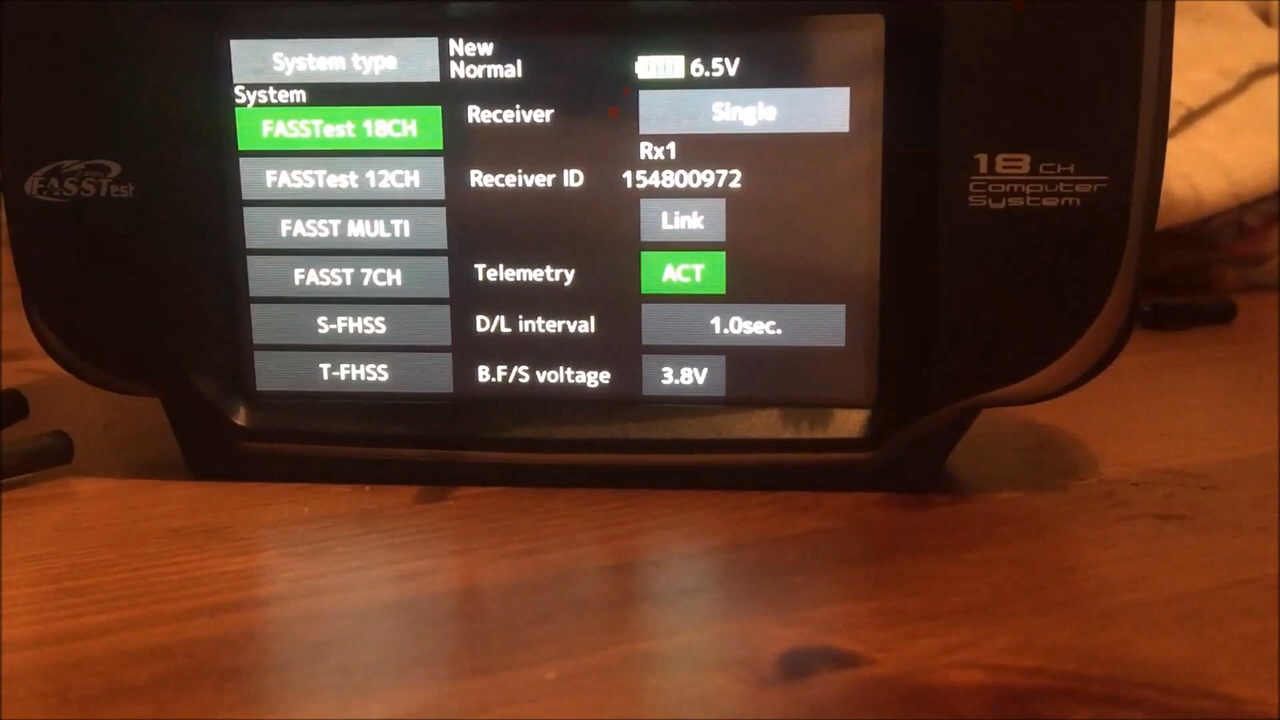 System type
New
Normal
6.5V
System
FASSTest 18CH
Receiver
Single
Rx1
FASSTest 12CH
Receiver ID
154800972
FASST MULTI
Link
FASST 7CH
Telemetry
ACT
S-FHSS
D/L interval
1.0sec.
T-FHSS
B.F/S voltage
3.8V
FASSTest
18 CH
Computer
System